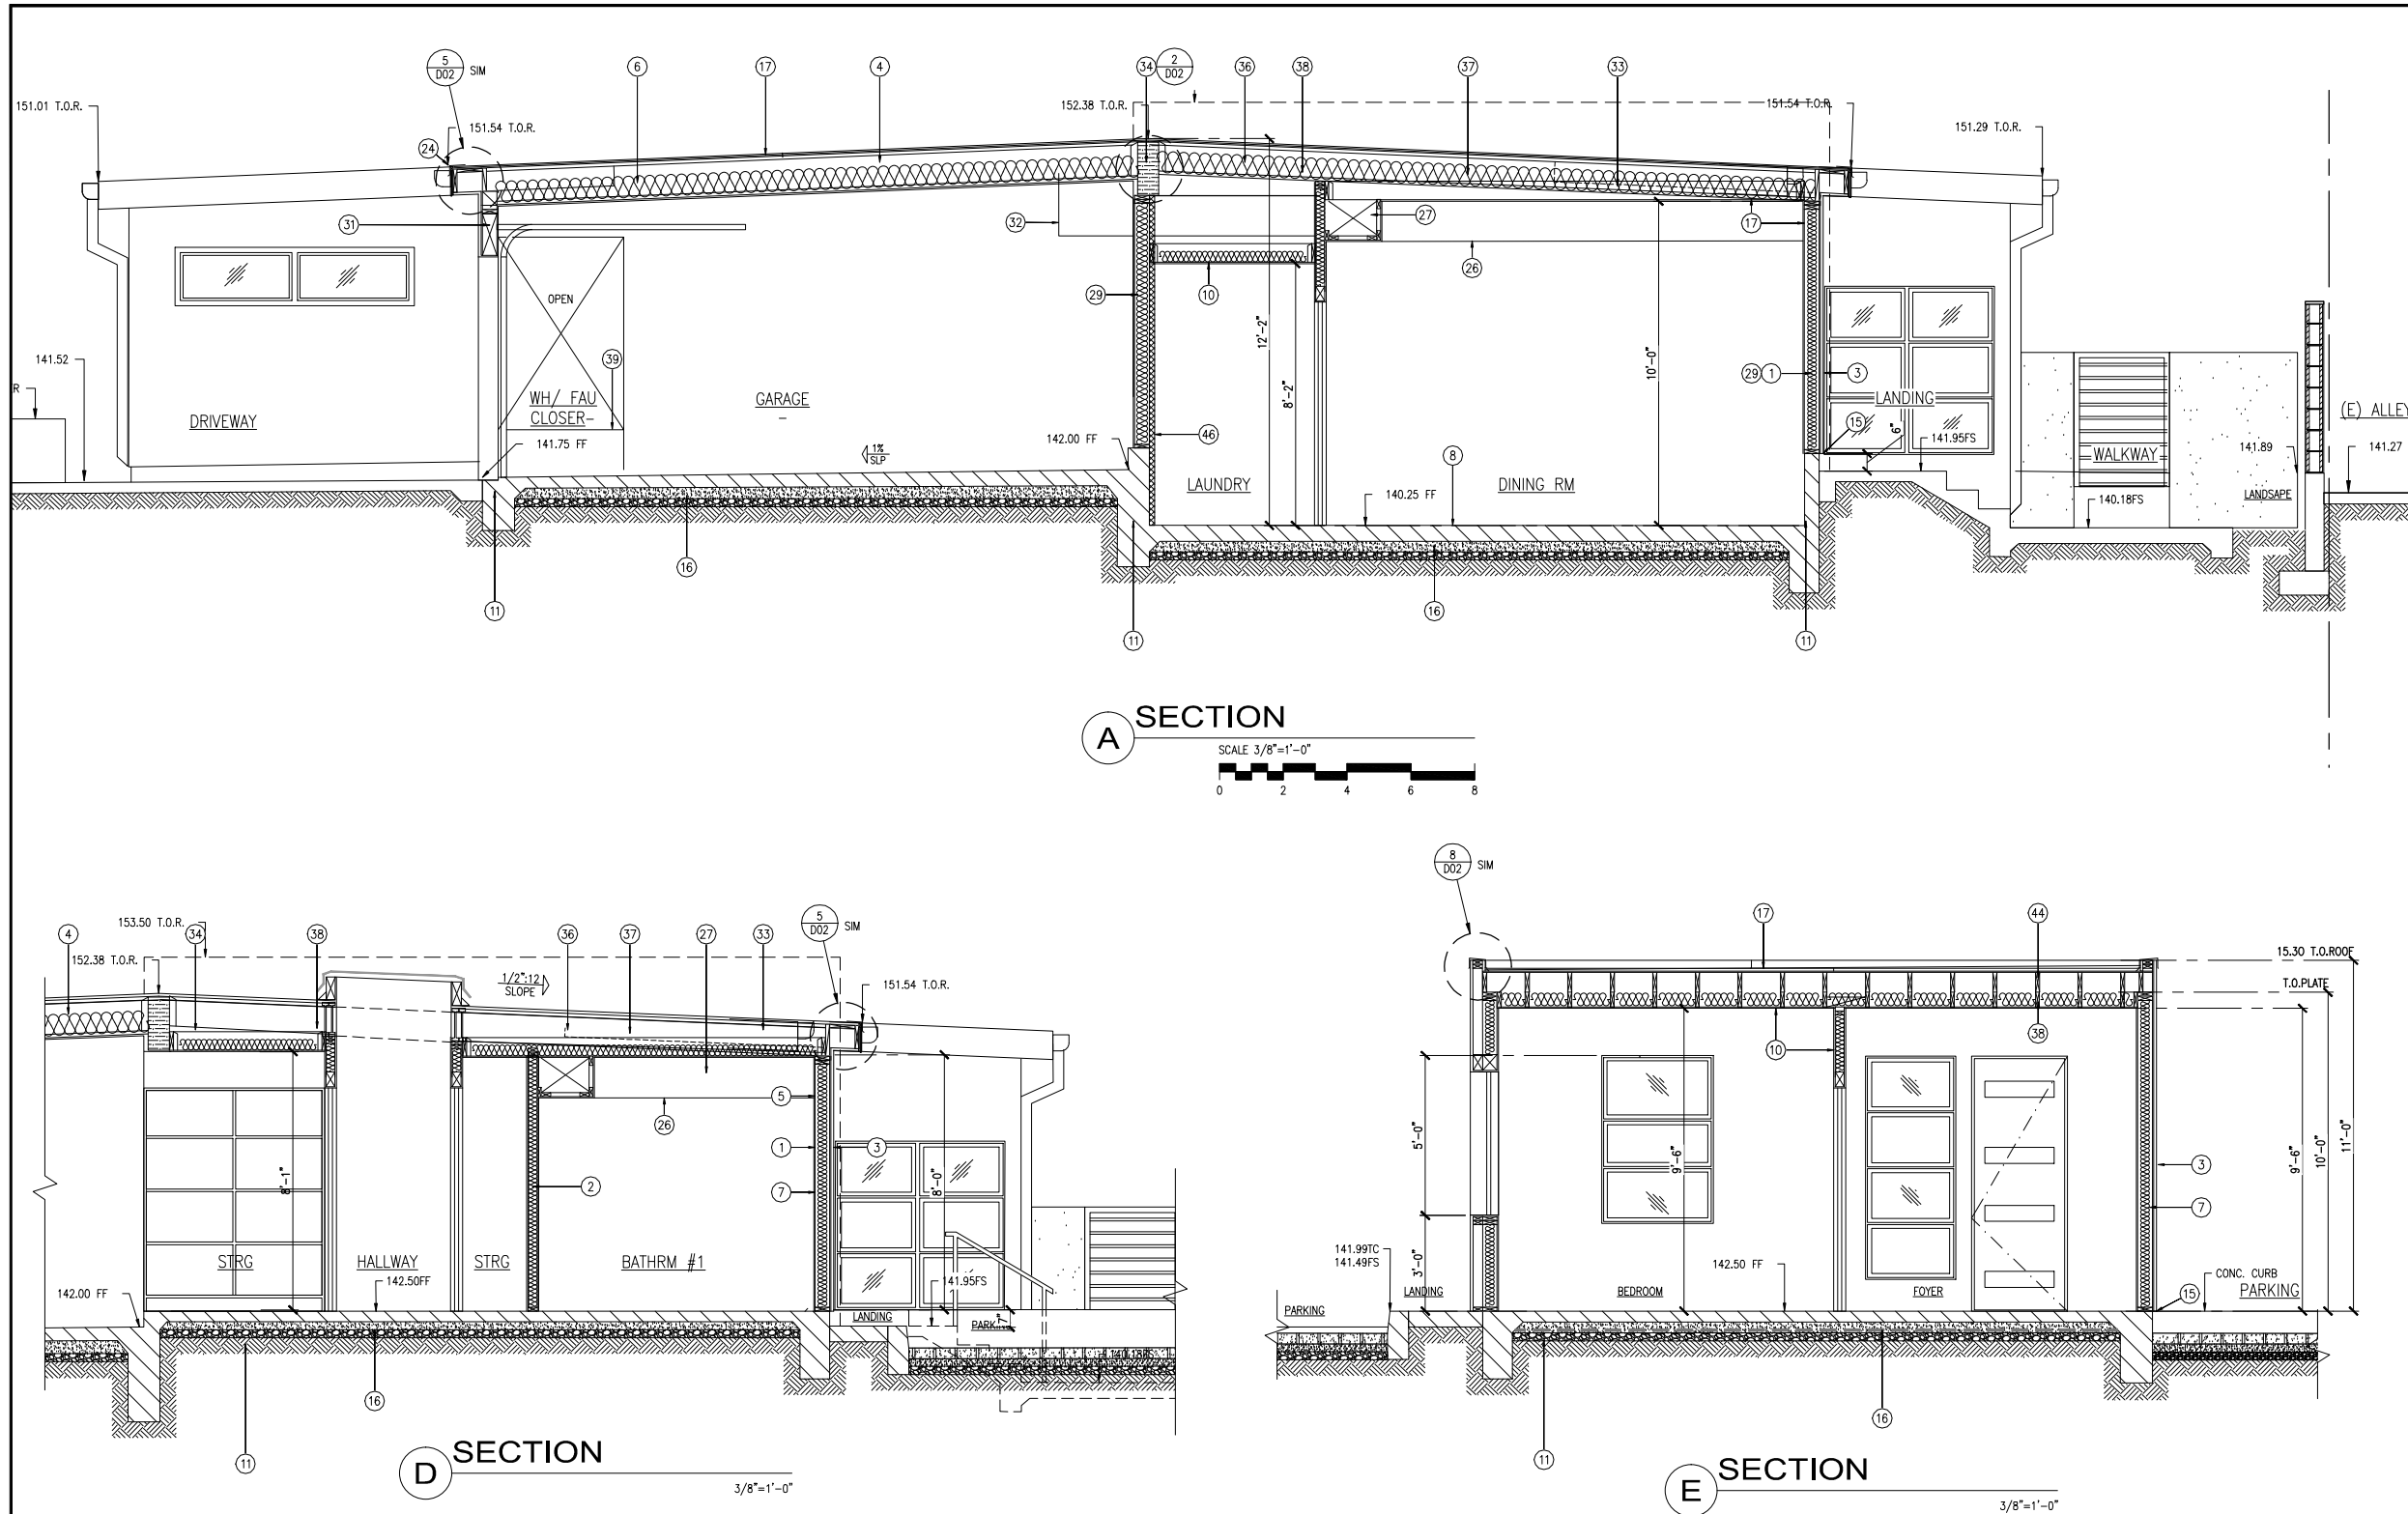 5
D02 SIM
6
17
4
34
2
D02
36
38
37
33
151.01 T.O.R.
151.54 T.O.R.
152.38 T.O.R.
151.54 T.O.R.
151.29 T.O.R.
24
31
32
27
17
26
10
29
OPEN
12'-2"
8'-2"
10'-0"
141.52
R
39
29
1
3
DRIVEWAY
WH/ FAU
CLOSER-
GARAGE
-
LANDING
(E) ALLEY
141.75 FF
1%
SLP
142.00 FF
46
15
6"
141.95FS
WALKWAY
141.89
141.27
8
LAUNDRY
140.25 FF
DINING RM
140.18FS
LANDSAPE
16
11
16
11
11
A
SECTION
SCALE 3/8"=1'-0"
0 2 4 6 8
153.50 T.O.R.
4
34
38
36
37
27
33
5
D02 SIM
152.38 T.O.R.
1/2":12
SLOPE
151.54 T.O.R.
5
26
1
3
7
2
8'-1"
8'-0"
STRG
HALLWAY
STRG
BATHRM #1
142.00 FF
142.50FF
141.95FS
LANDING
7"
16
11
D
SECTION
3/8"=1'-0"
8
D02 SIM
17
44
15.30 T.O.ROOF
T.O.PLATE
10
38
5'-0"
9'-6"
9'-6"
10'-0"
11'-0"
3
7
3'-0"
141.99TC
141.49FS
142.50 FF
CONC. CURB
PARKING
LANDING
BEDROOM
FOYER
15
PARKING
16
11
E
SECTION
3/8"=1'-0"